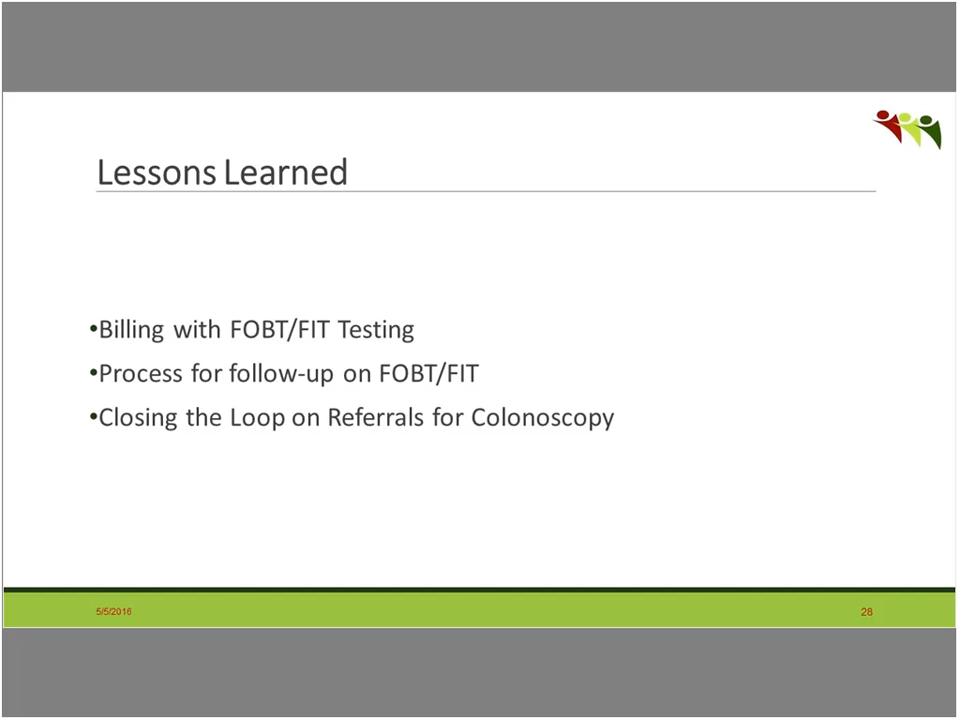 Lessons Learned
•Billing with FOBT/FIT Testing
•Process for follow-up on FOBT/FIT
•Closing the Loop on Referrals for Colonoscopy
5/5/2016
28